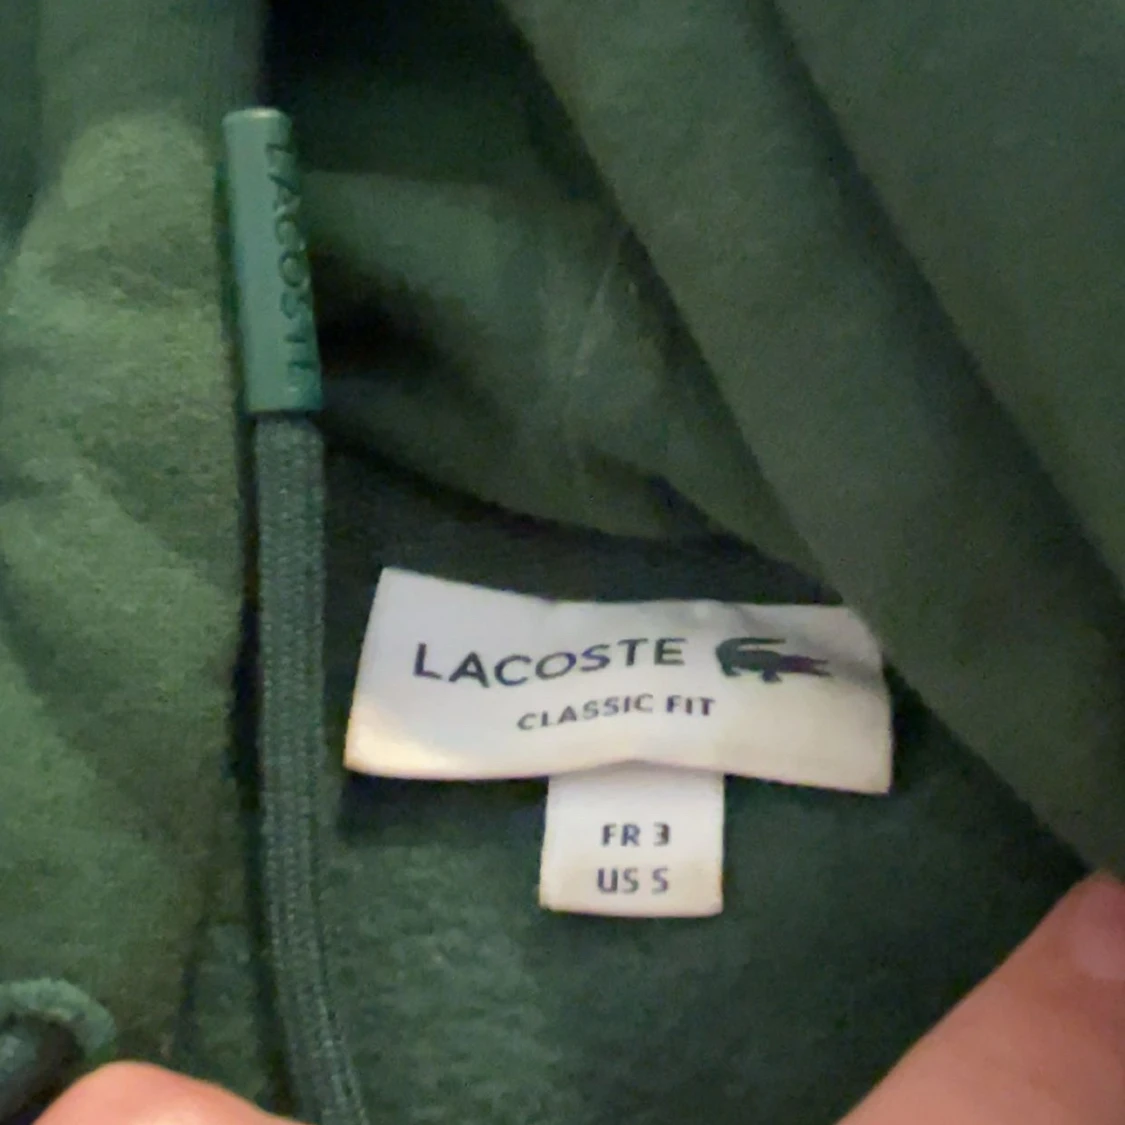 LACOSTE
LACOSTE
CLASSIC FIT
FR 3
US S